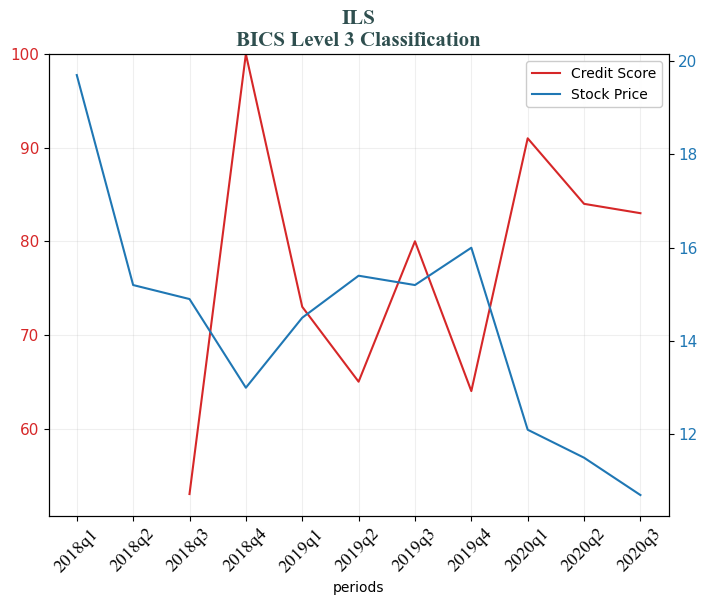 ILS
BICS Level 3 Classification
Credit Score
Stock Price
100
90
80
70
60
20
18
16
14
12
2018q1
2018q2
2018q3
2018q4
2019q1
2019q2
2019q3
2019q4
2020q1
2020q2
2020q3
periods